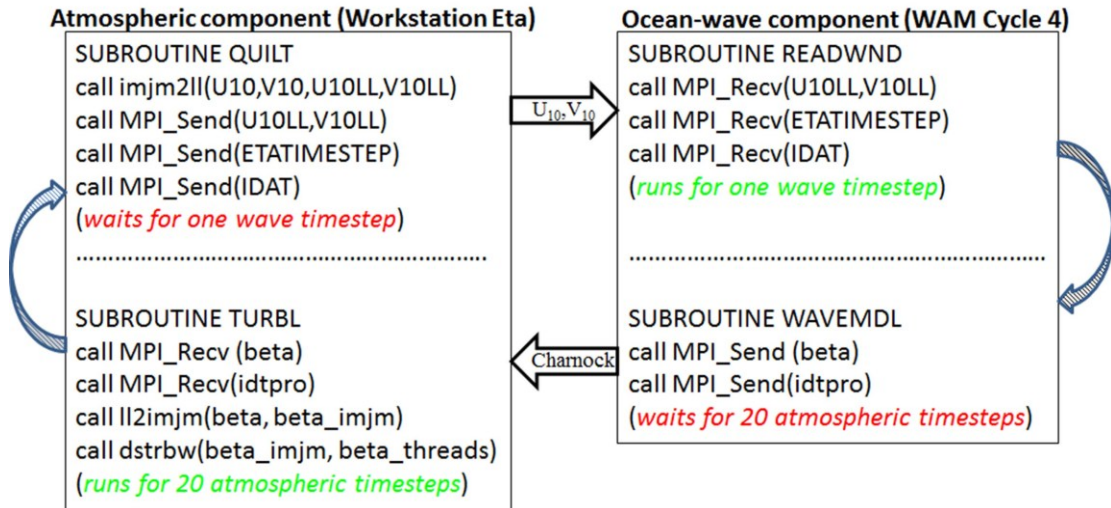 Atmospheric component (Workstation Eta)
SUBROUTINE QUILT
call imjm2ll(U10,V10,U10LL,V10LL)
call MPI_Send(U10LL,V10LL)
call MPI_Send(ETATIMESTEP)
call MPI_Send(IDAT)
(waits for one wave timestep)
................................................................
SUBROUTINE TURBL
call MPI_Recv (beta)
call MPI_Recv(idtpro)
call ll2imjm(beta, beta_imjm)
call dstrbw(beta_imjm, beta_threads)
(runs for 20 atmospheric timesteps)
U10,V10
Charnock
Ocean-wave component (WAM Cycle 4)
SUBROUTINE READWND
call MPI_Recv(U10LL,V10LL)
call MPI_Recv(ETATIMESTEP)
call MPI_Recv(IDAT)
(runs for one wave timestep)
................................................................
SUBROUTINE WAVEMDL
call MPI_Send (beta)
call MPI_Send(idtpro)
(waits for 20 atmospheric timesteps)